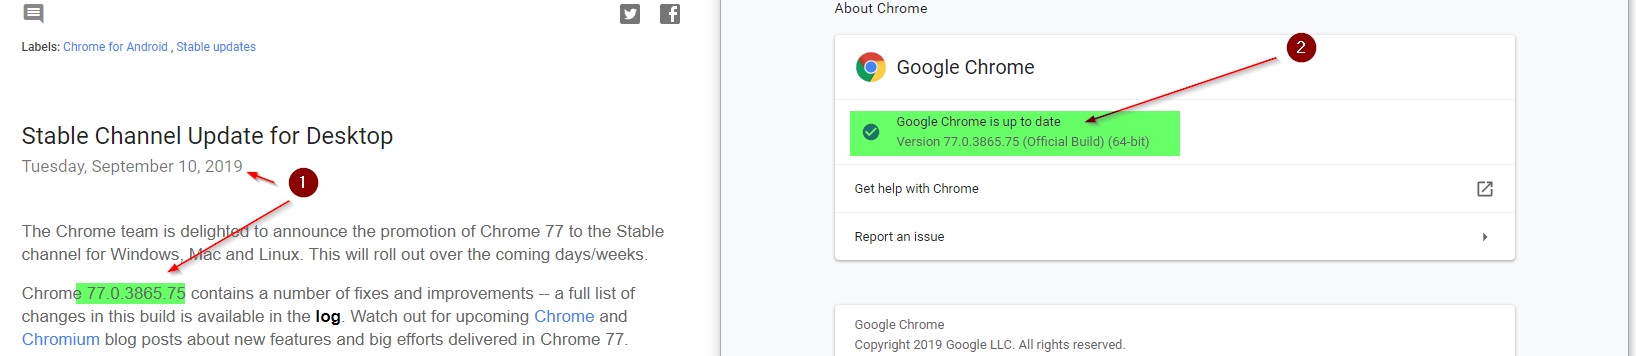 Labels: Chrome for Android , Stable updates
Stable Channel Update for Desktop
Tuesday, September 10, 2019
1
The Chrome team is delighted to announce the promotion of Chrome 77 to the Stable
channel for Windows, Mac and Linux. This will roll out over the coming days/weeks.
Chrome 77.0.3865.75 contains a number of fixes and improvements -- a full list of
changes in this build is available in the log. Watch out for upcoming Chrome and
Chromium blog posts about new features and big efforts delivered in Chrome 77.
About Chrome
2
Google Chrome
Google Chrome is up to date
Version 77.0.3865.75 (Official Build) (64-bit)
Get help with Chrome
Report an issue
Google Chrome
Copyright 2019 Google LLC. All rights reserved.